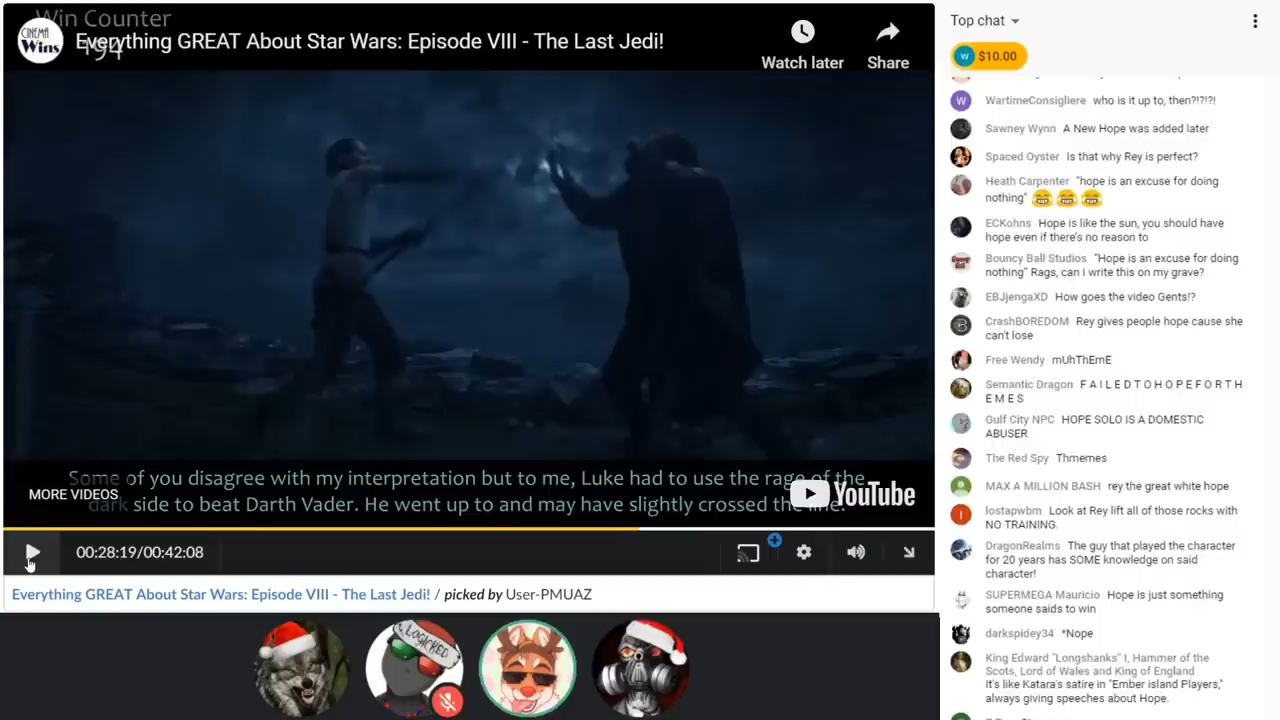 Win Counter
194
CINEMA
Wins
Everything GREAT About Star Wars: Episode VIII - The Last Jedi!
Watch later
Share
Some of you disagree with my interpretation but to me, Luke had to use the rage of the
dark side to beat Darth Vader. He went up to and may have slightly crossed the line.
MORE VIDEOS
YouTube
00:28:19/00:42:08
Everything GREAT About Star Wars: Episode VIII - The Last Jedi! / picked by User-PMUAZ
LOGICKED
Top chat
W $10.00
W WartimeConsigliere who is it up to, then?!?!?!
Sawney Wynn A New Hope was added later
Spaced Oyster Is that why Rey is perfect?
Heath Carpenter "hope is an excuse for doing
nothing" 😂 😂 😂
ECKohns Hope is like the sun, you should have
hope even if there's no reason to
Bouncy Ball Studios "Hope is an excuse for doing
nothing" Rags, can I write this on my grave?
EBJjengaXD How goes the video Gents!?
CrashBOREDOM Rey gives people hope cause she
can't lose
Free Wendy mUhThEmE
Semantic Dragon F A I L E D T O H O P E F O R T H
E M E S
Gulf City NPC HOPE SOLO IS A DOMESTIC
ABUSER
The Red Spy Thmemes
MAX A MILLION BASH rey the great white hope
I lostapwbm Look at Rey lift all of those rocks with
NO TRAINING.
DragonRealms The guy that played the character
for 20 years has SOME knowledge on said
character!
SUPERMEGA Mauricio Hope is just something
someone saids to win
darkspidey34 *Nope
King Edward "Longshanks" I, Hammer of the
Scots, Lord of Wales and King of England
It's like Katara's satire in "Ember island Players,"
always giving speeches about Hope.